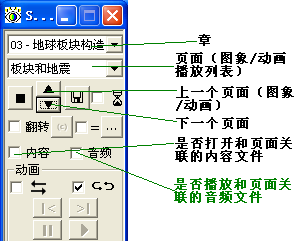 S...
03 - 地球板块构造
章
页面（图象/动画
播放列表）
板块和地震
上一个页面（图象
/动画）
下一个页面
翻转
(c)
=
...
是否打开和页面关
联的内容文件
内容
音频
动画
是否播放和页面关
联的音频文件